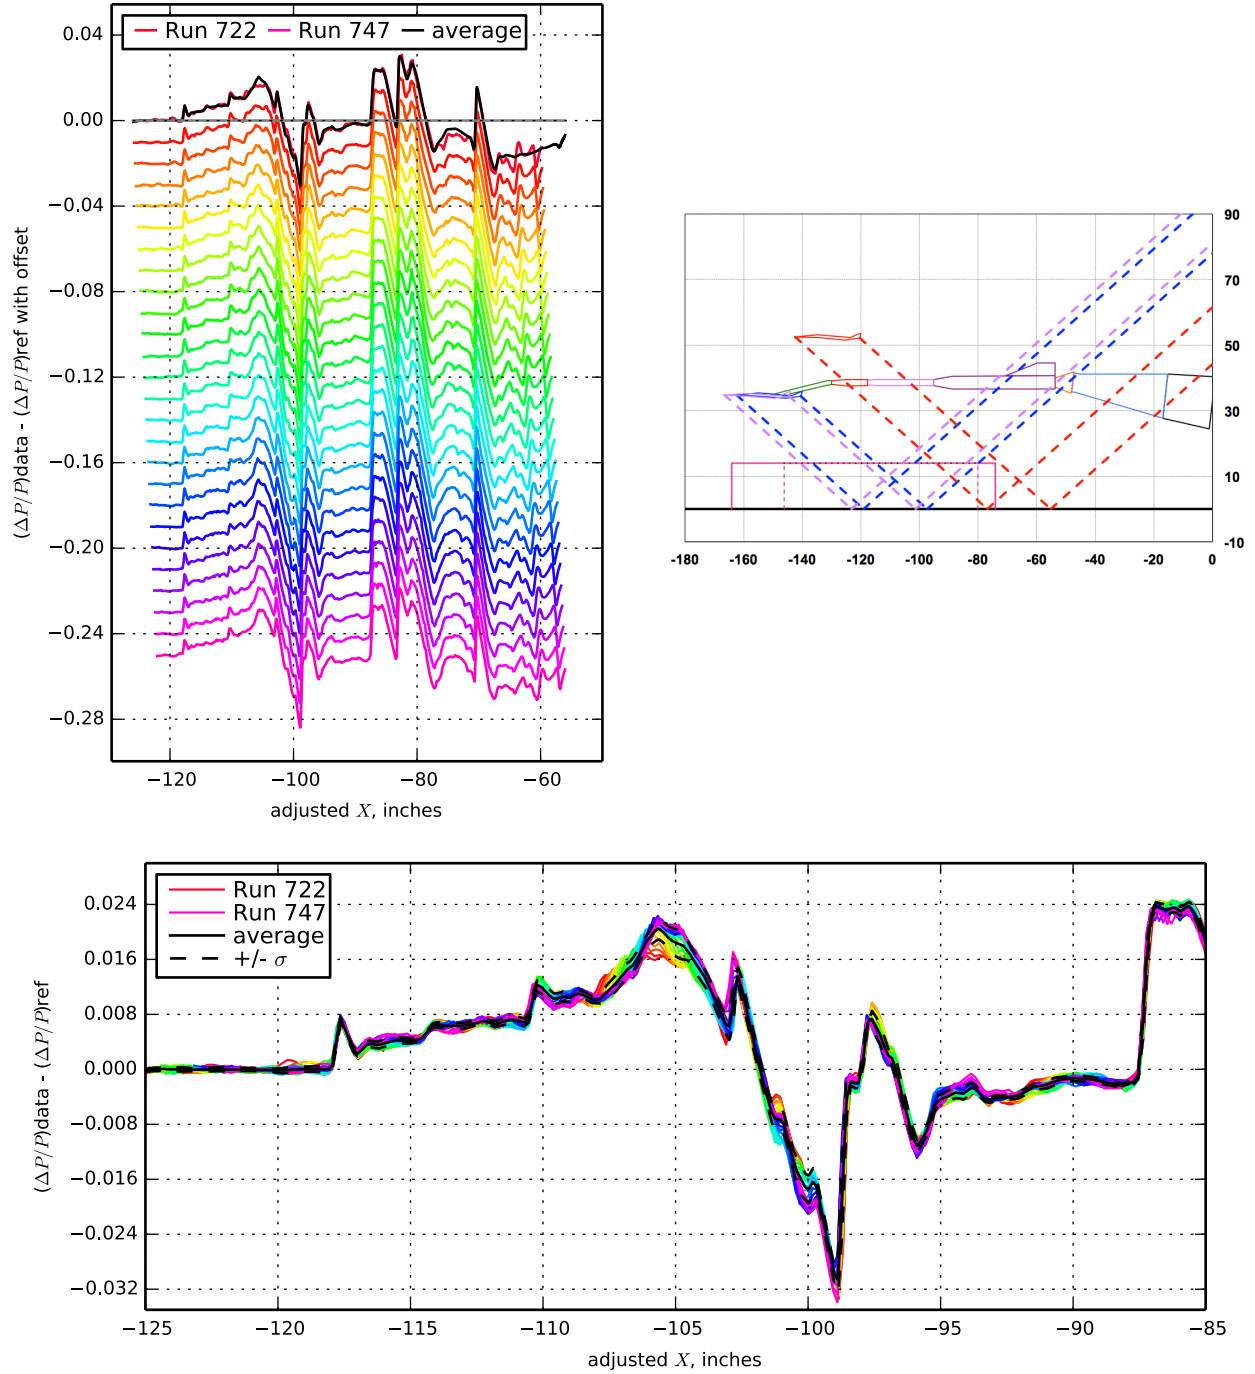 Run 722 Run 747 average
0.04
0.00
−0.04
−0.08
−0.12
−0.16
−0.20
−0.24
−0.28
(ΔP/P)data - (ΔP/P)ref with offset
−120 −100 −80 −60
adjusted X, inches
90
70
50
30
10
-10
-180 -160 -140 -120 -100 -80 -60 -40 -20 0
Run 722
Run 747
average
+/- σ
0.024
0.016
0.008
0.000
−0.008
−0.016
−0.024
−0.032
(ΔP/P)data - (ΔP/P)ref
−125 −120 −115 −110 −105 −100 −95 −90 −85
adjusted X, inches